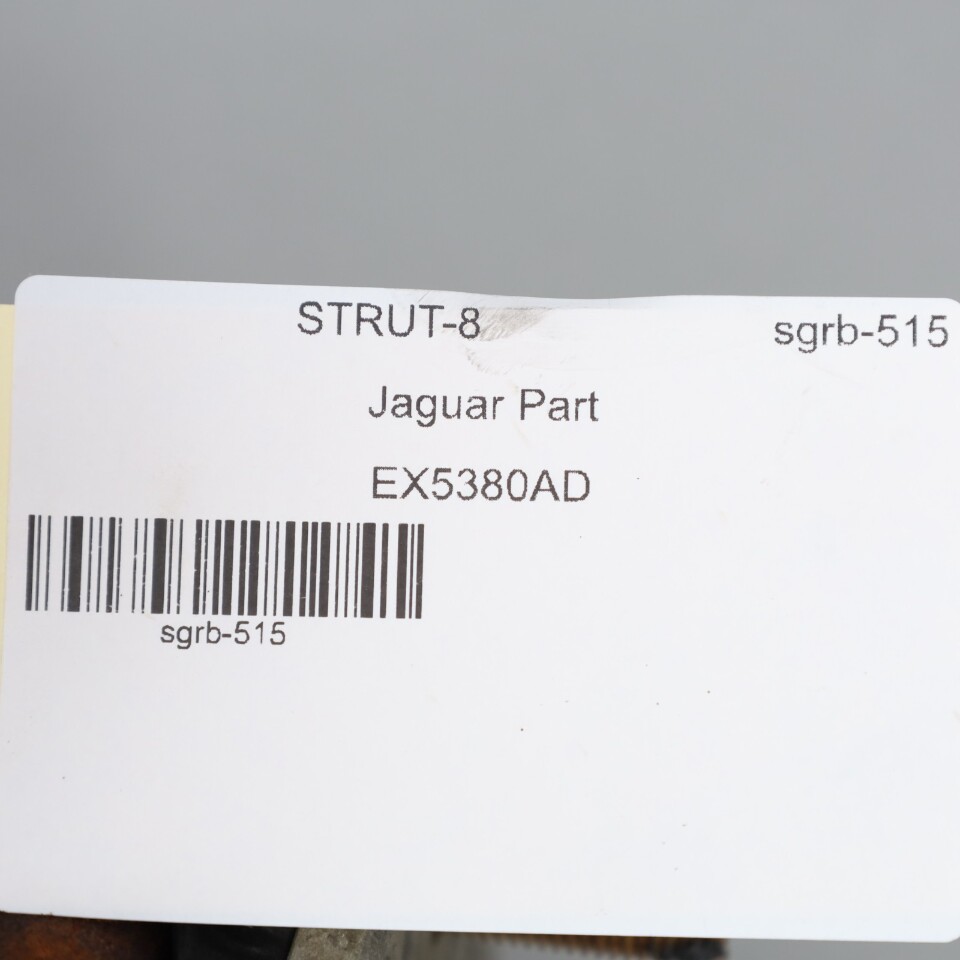 STRUT-8 sgrb-515
Jaguar Part
EX5380AD
sgrb-515